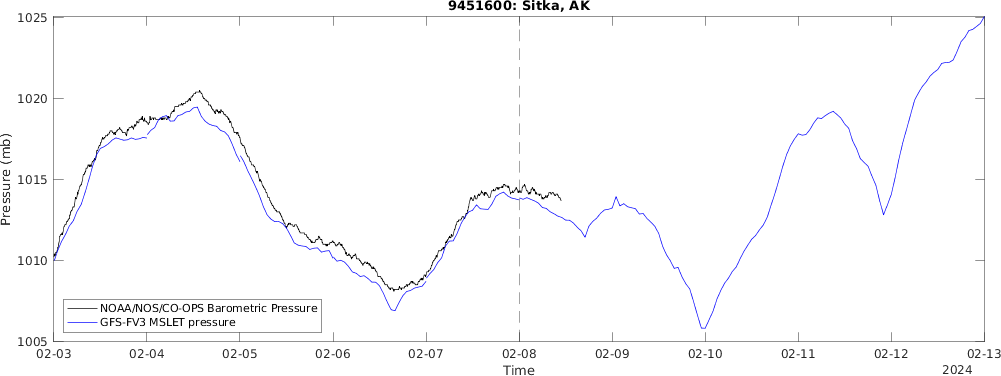 9451600: Sitka, AK
1025
1020
1015
1010
1005
Pressure (mb)
NOAA/NOS/CO-OPS Barometric Pressure
GFS-FV3 MSLET pressure
02-03 02-04 02-05 02-06 02-07 02-08 02-09 02-10 02-11 02-12 02-13
Time
2024